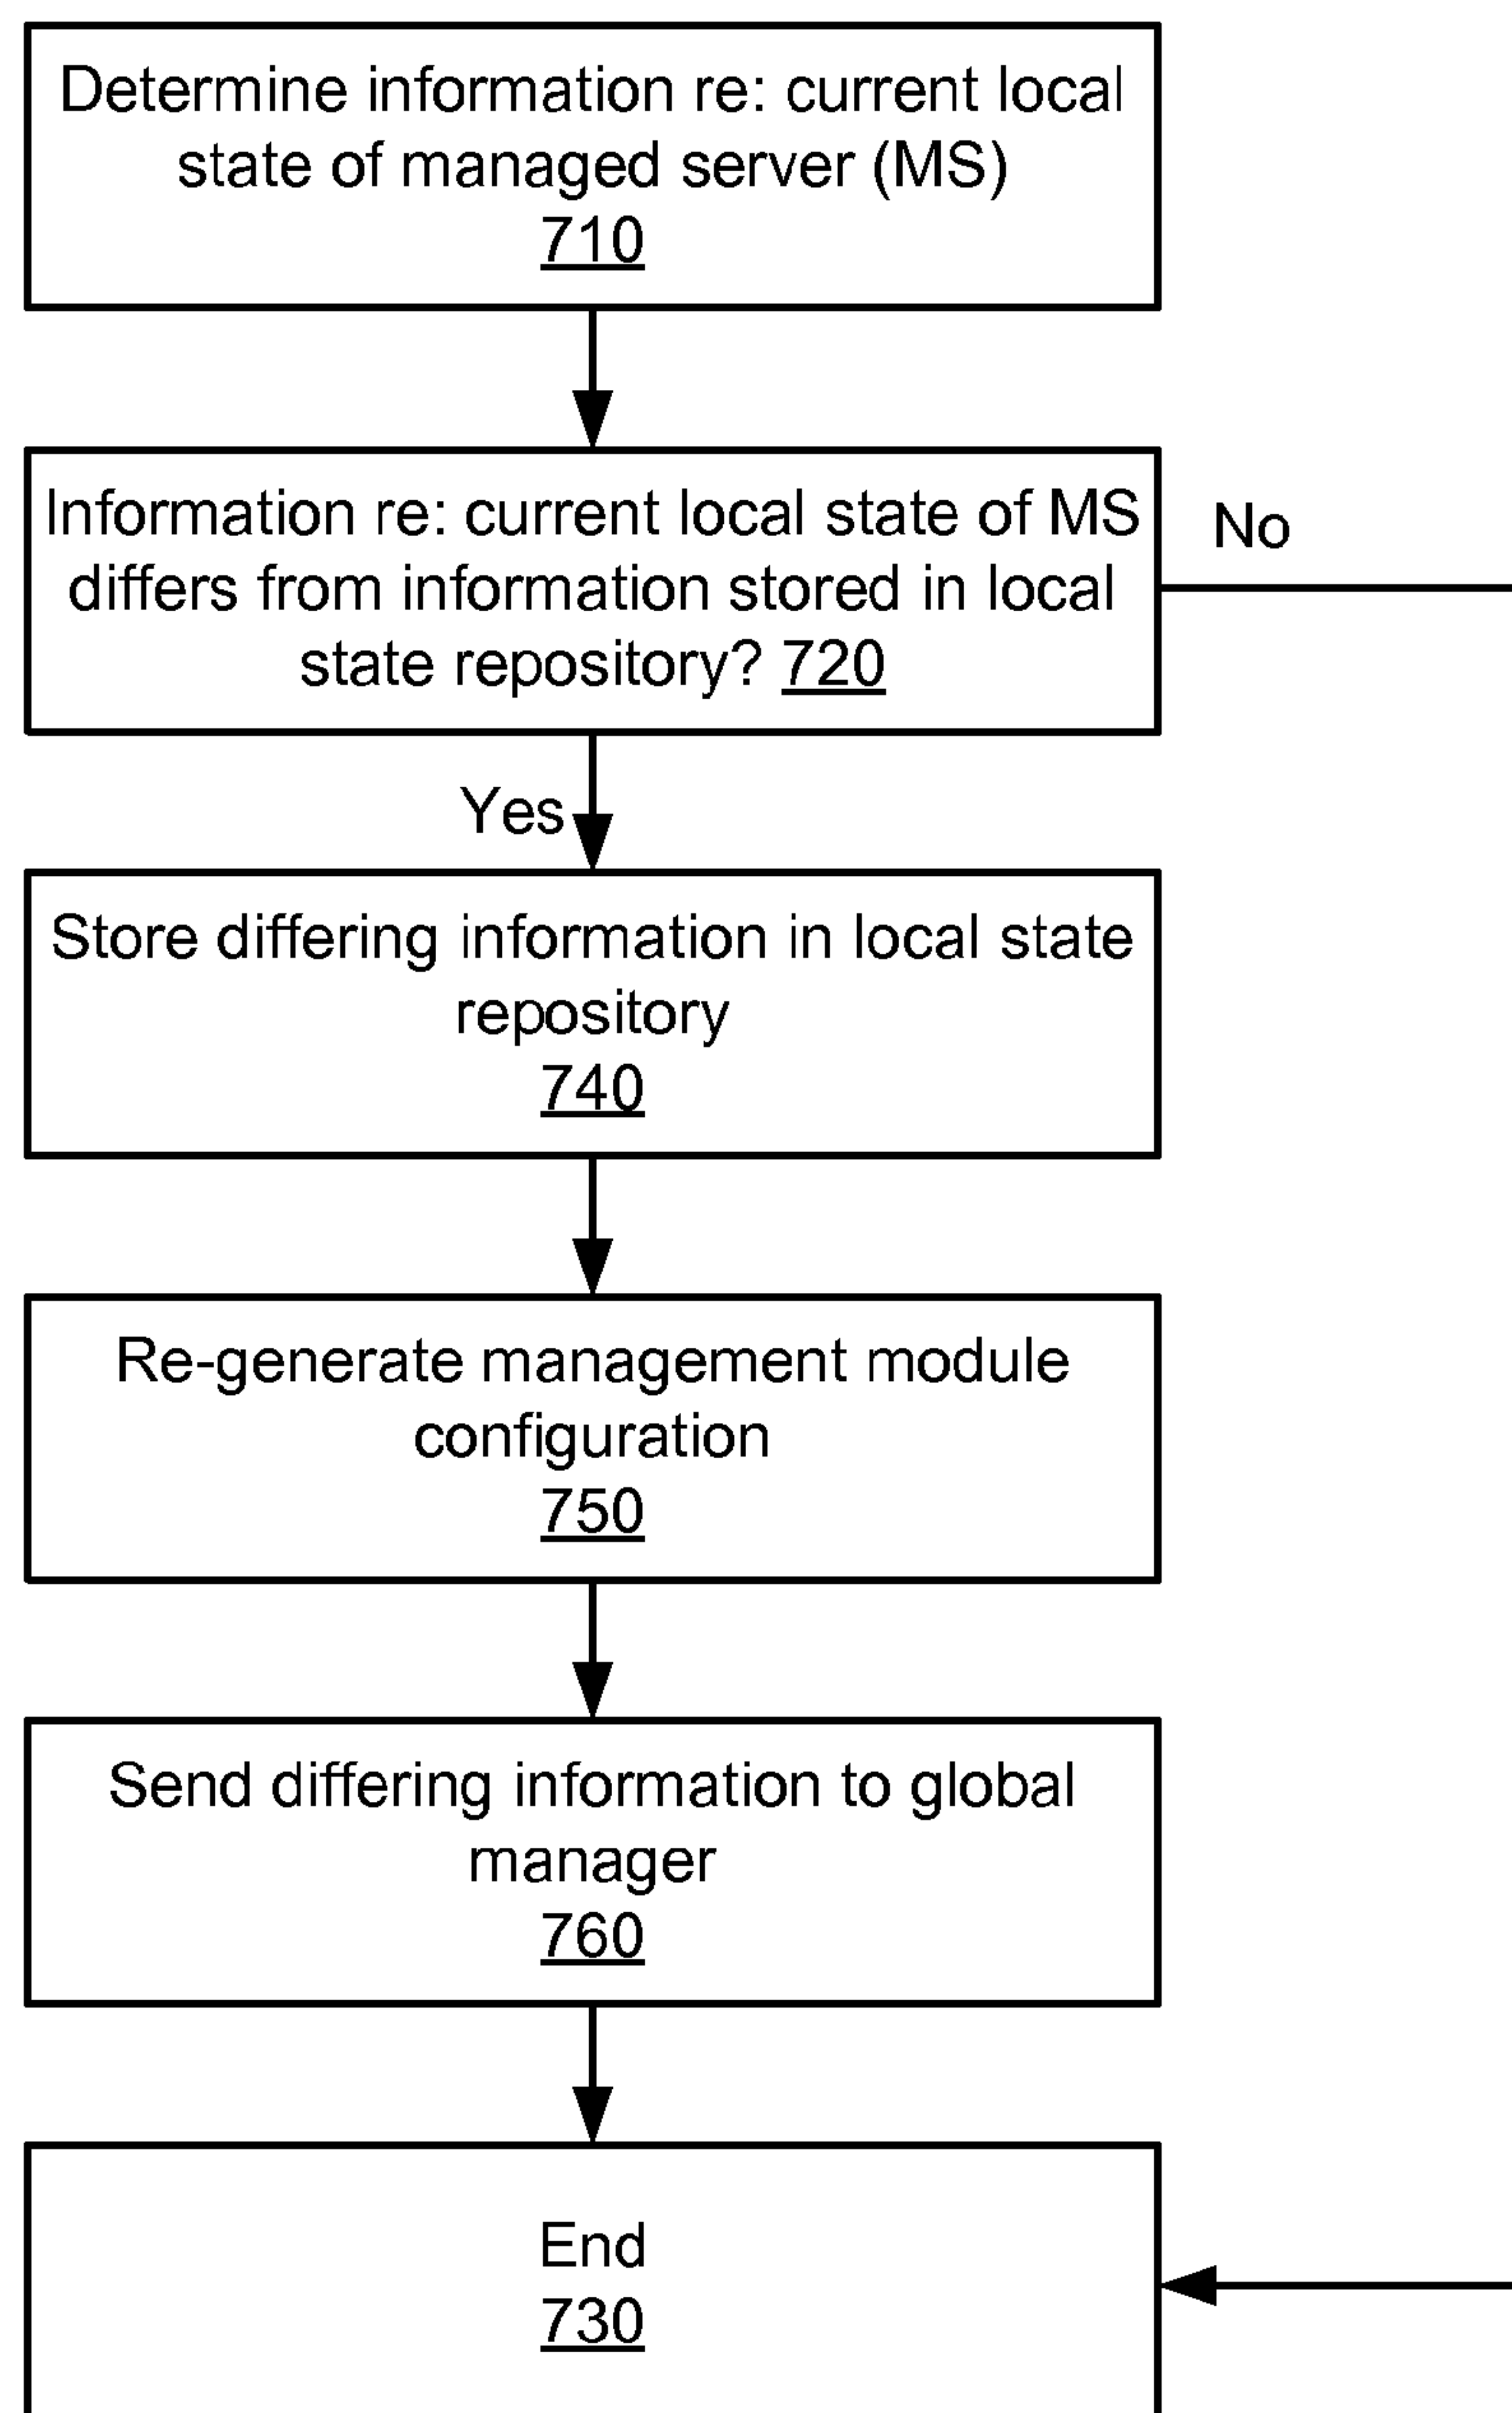 Determine information re: current local
state of managed server (MS)
710
Information re: current local state of MS
differs from information stored in local
state repository? 720
No
Yes
Store differing information in local state
repository
740
Re-generate management module
configuration
750
Send differing information to global
manager
760
End
730